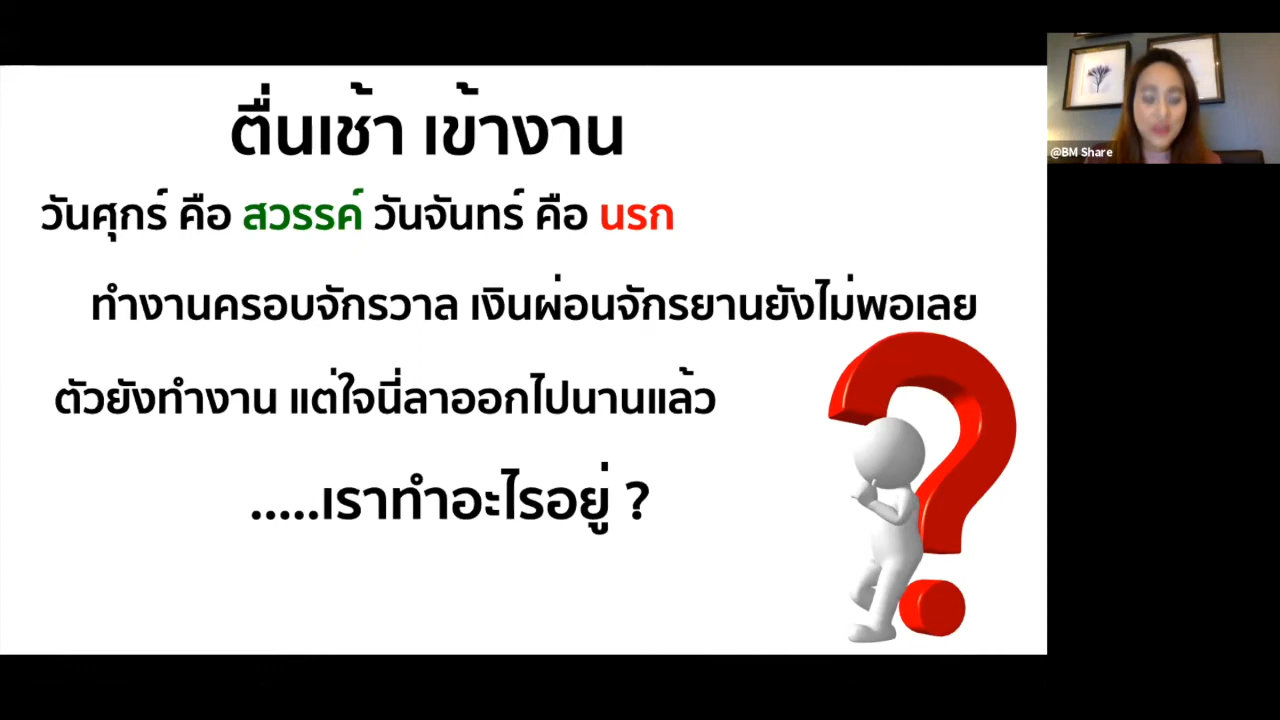 ตื่นเช้า เข้างาน
วันศุกร์ คือ สวรรค์ วันจันทร์ คือ นรก
ทำงานครอบจักรวาล เงินผ่อนจักรยานยังไม่พอเลย
ตัวยังทำงาน แต่ใจนี่ลาออกไปนานแล้ว
.....เราทำอะไรอยู่ ?
@BM Share